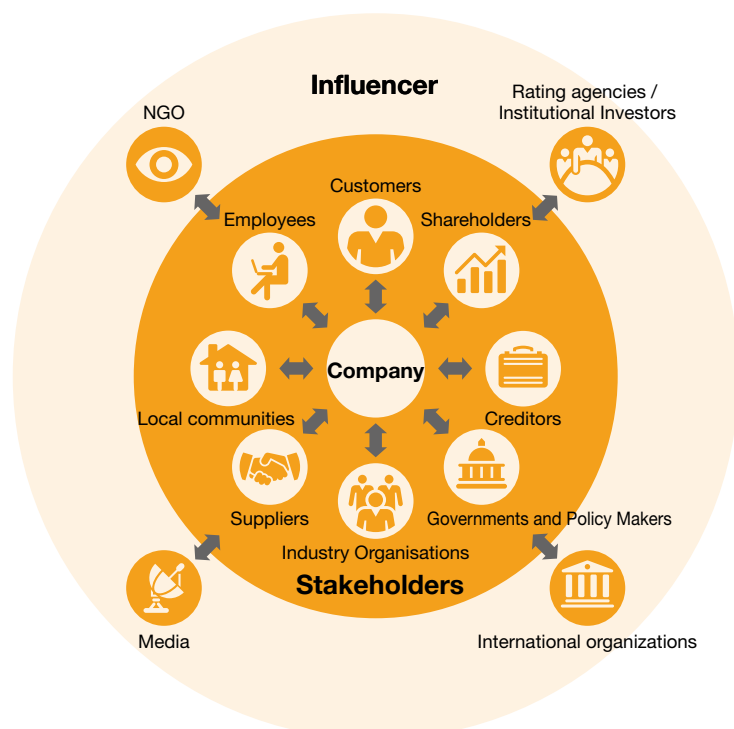 Influencer
NGO
Rating agencies /
Institutional Investors
Customers
Employees
Shareholders
Company
Local communities
Creditors
Suppliers
Governments and Policy Makers
Industry Organisations
Stakeholders
Media
International organizations